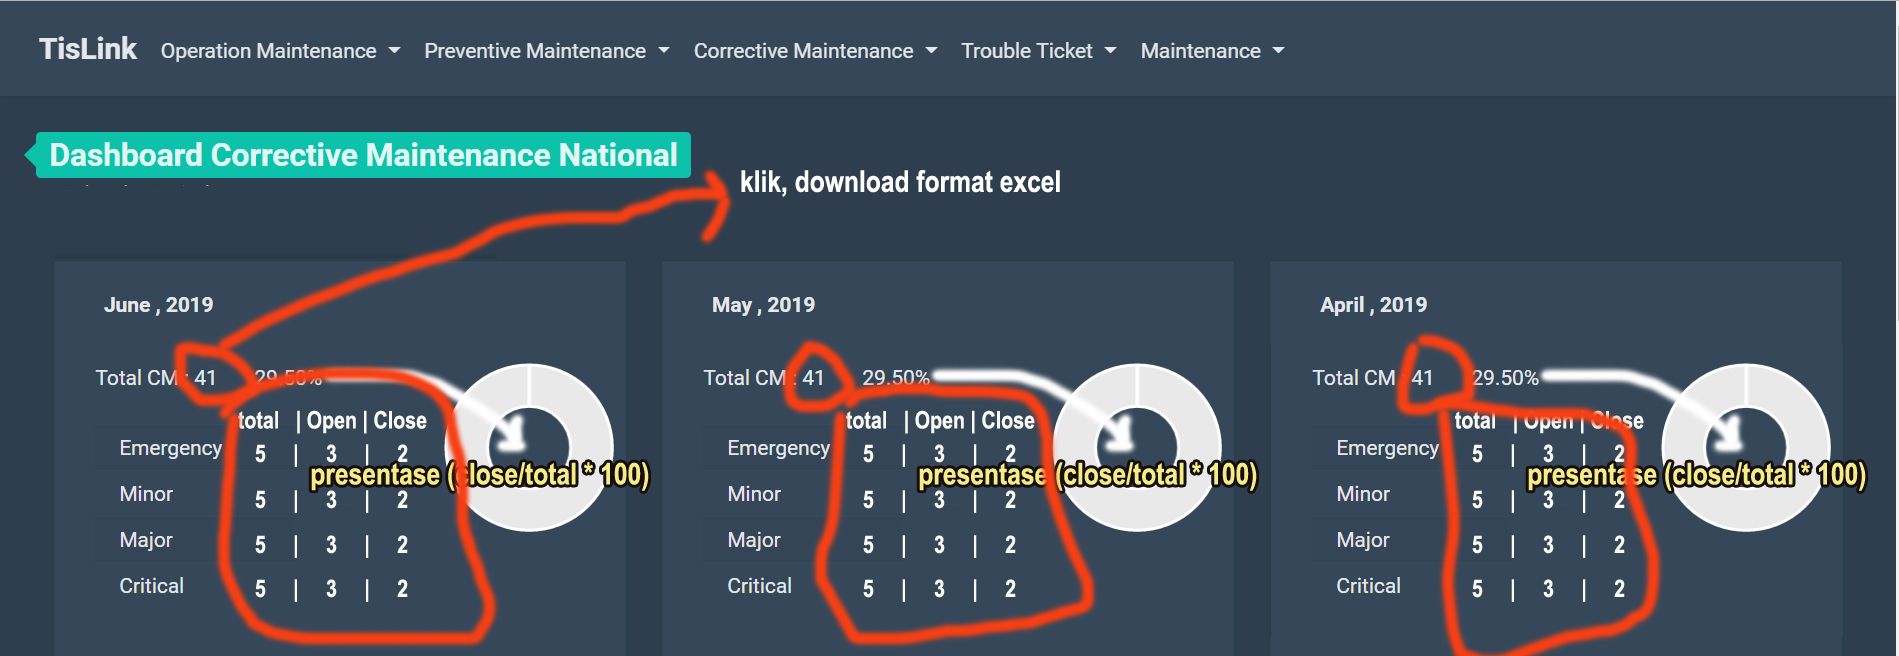 TisLink Operation Maintenance Preventive Maintenance Corrective Maintenance Trouble Ticket Maintenance
Dashboard Corrective Maintenance National
klik, download format excel
June , 2019
Total CM : 41 29.50%
total | Open | Close
Emergency 5 | 3 | 2
presentase (close/total * 100)
Minor 5 | 3 | 2
Major 5 | 3 | 2
Critical 5 | 3 | 2
May , 2019
Total CM : 41 29.50%
total | Open | Close
Emergency 5 | 3 | 2
presentase (close/total * 100)
Minor 5 | 3 | 2
Major 5 | 3 | 2
Critical 5 | 3 | 2
April , 2019
Total CM : 41 29.50%
total | Open | Close
Emergency 5 | 3 | 2
presentase (close/total * 100)
Minor 5 | 3 | 2
Major 5 | 3 | 2
Critical 5 | 3 | 2